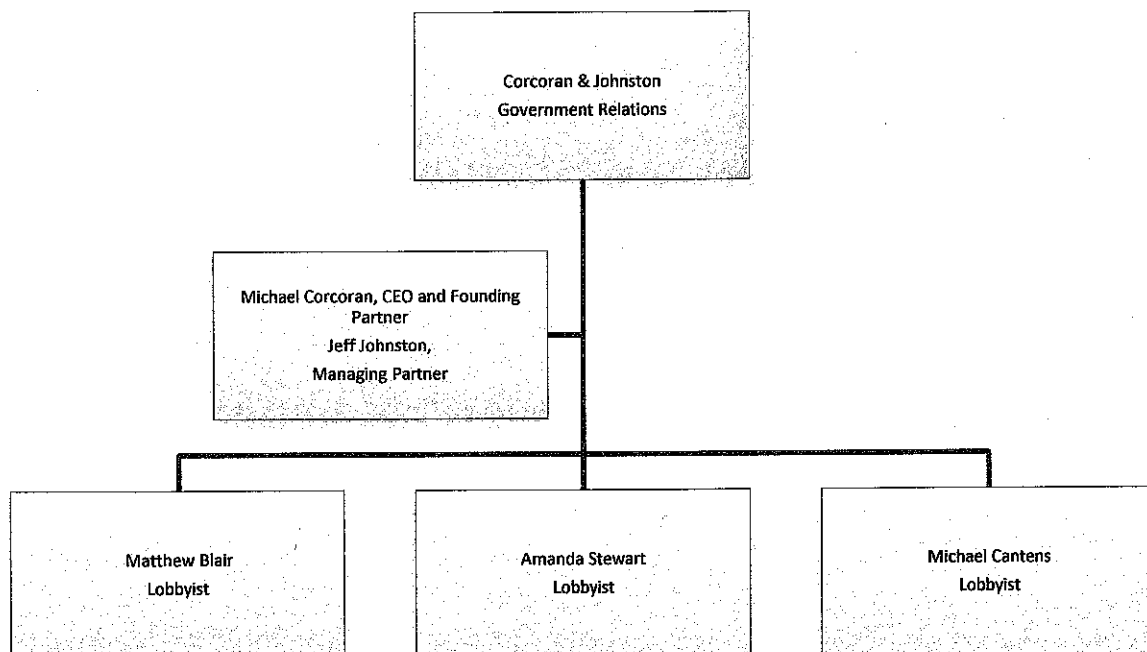 Corcoran & Johnston
Government Relations
Michael Corcoran, CEO and Founding
Partner
Jeff Johnston,
Managing Partner
Matthew Blair
Lobbyist
Amanda Stewart
Lobbyist
Michael Cantens
Lobbyist